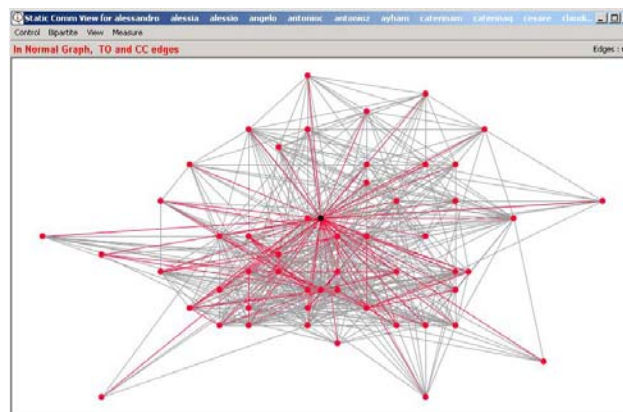 Static Comm View for alessandro alessia alessio angelo antonioc antonioz ayham caterinam caterinaq cesare claudi...
Control Bipartite View Measure
In Normal Graph, TO and CC edges
Edges :